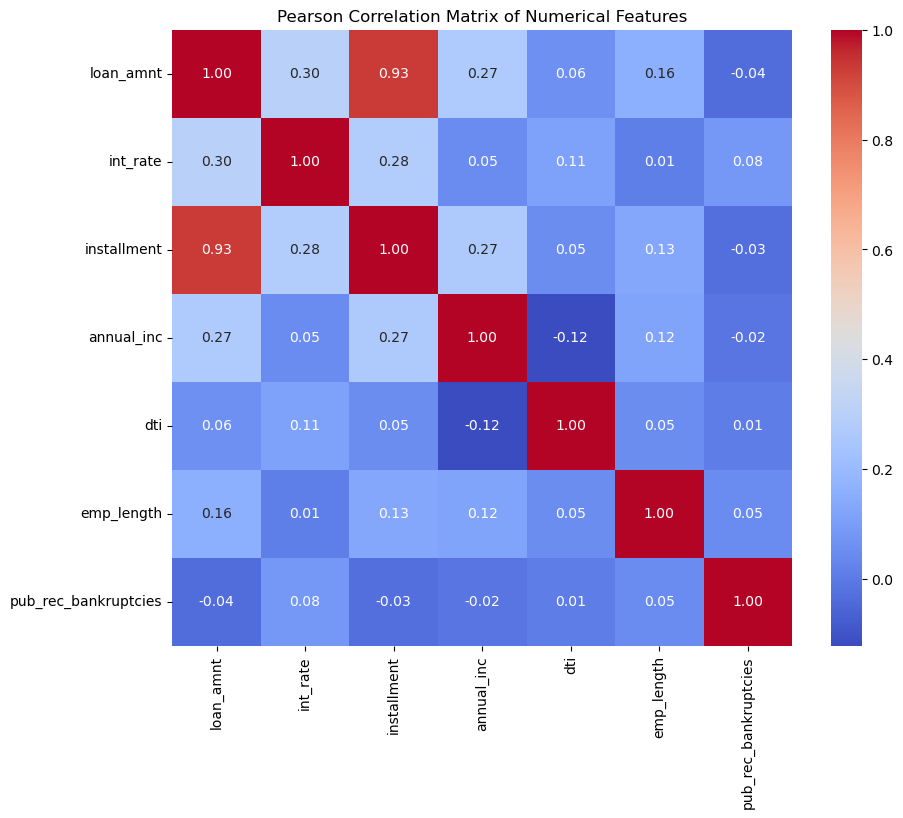 Pearson Correlation Matrix of Numerical Features
loan_amnt 1.00 0.30 0.93 0.27 0.06 0.16 -0.04
int_rate 0.30 1.00 0.28 0.05 0.11 0.01 0.08
installment 0.93 0.28 1.00 0.27 0.05 0.13 -0.03
annual_inc 0.27 0.05 0.27 1.00 -0.12 0.12 -0.02
dti 0.06 0.11 0.05 -0.12 1.00 0.05 0.01
emp_length 0.16 0.01 0.13 0.12 0.05 1.00 0.05
pub_rec_bankruptcies -0.04 0.08 -0.03 -0.02 0.01 0.05 1.00
loan_amnt
int_rate
installment
annual_inc
dti
emp_length
pub_rec_bankruptcies
1.0
0.8
0.6
0.4
0.2
0.0